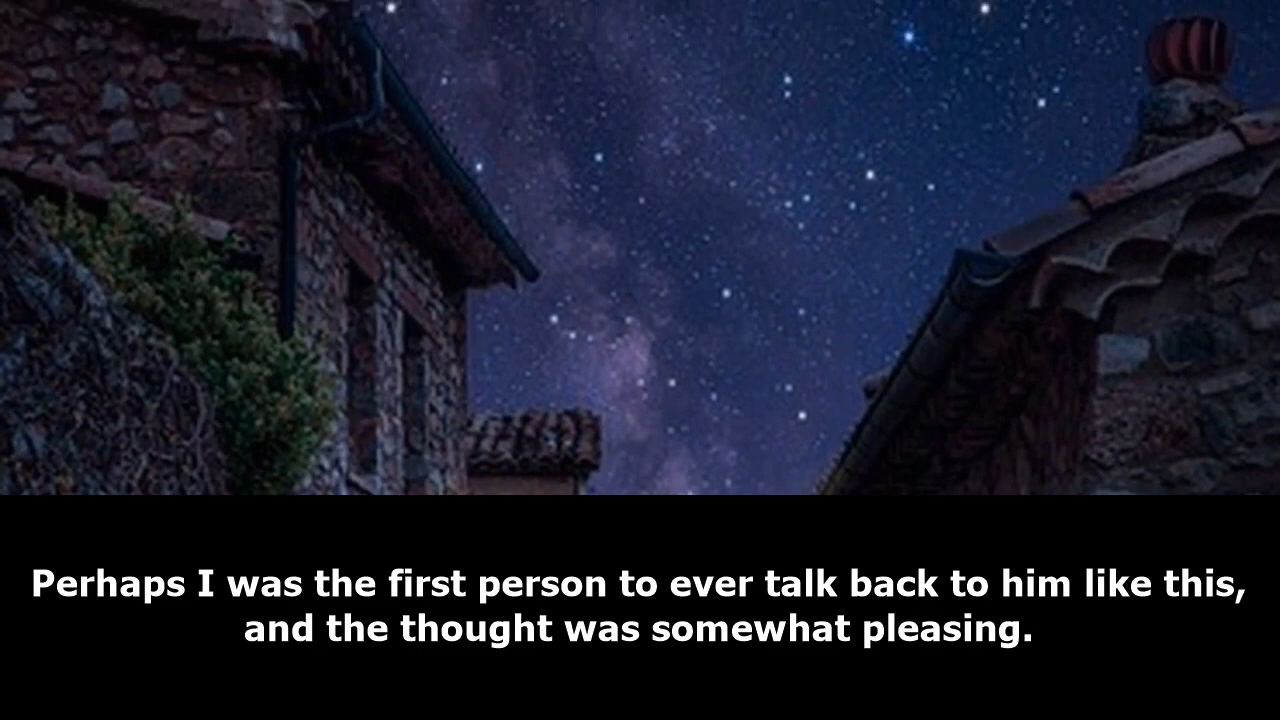 Perhaps I was the first person to ever talk back to him like this,
and the thought was somewhat pleasing.